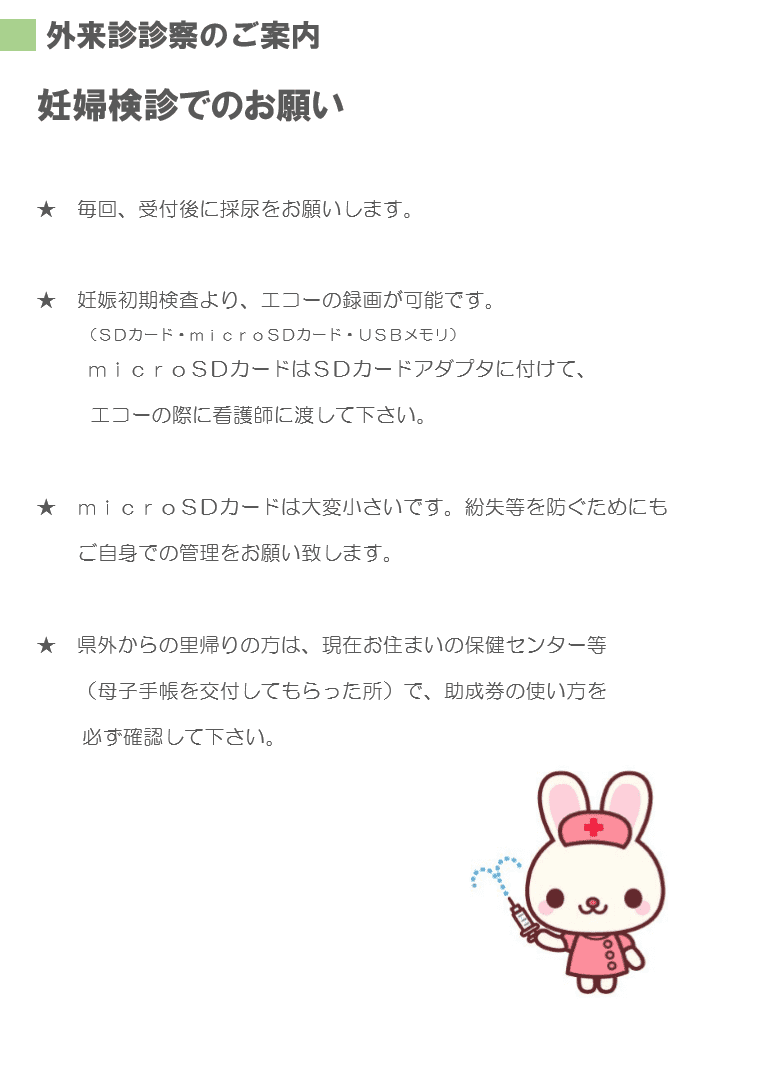 外来診診察のご案内
妊婦検診でのお願い
★　毎回、受付後に採尿をお願いします。
★　妊娠初期検査より、エコーの録画が可能です。
（ＳＤカード・ｍｉｃｒｏＳＤカード・ＵＳＢメモリ）
ｍｉｃｒｏＳＤカードはＳＤカードアダプタに付けて、
エコーの際に看護師に渡して下さい。
★　ｍｉｃｒｏＳＤカードは大変小さいです。紛失等を防ぐためにも
ご自身での管理をお願い致します。
★　県外からの里帰りの方は、現在お住まいの保健センター等
（母子手帳を交付してもらった所）で、助成券の使い方を
必ず確認して下さい。